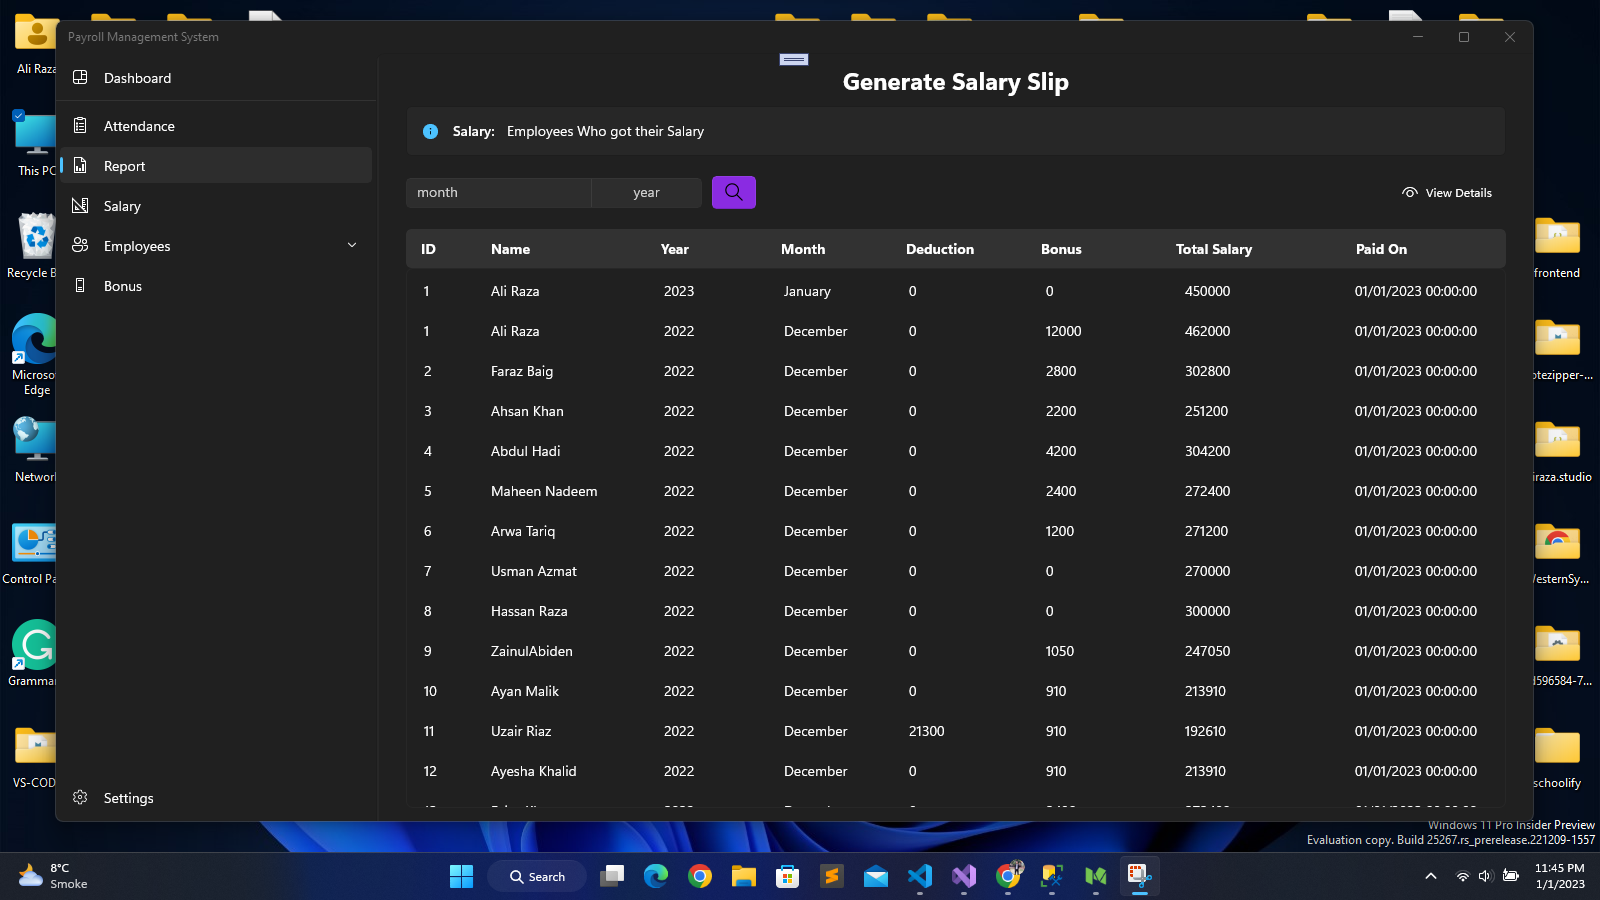 Payroll Management System
Dashboard
Attendance
Report
Salary
Employees
Bonus
Settings
Generate Salary Slip
Salary: Employees Who got their Salary
month year
View Details
ID Name Year Month Deduction Bonus Total Salary Paid On
1 Ali Raza 2023 January 0 0 450000 01/01/2023 00:00:00
1 Ali Raza 2022 December 0 12000 462000 01/01/2023 00:00:00
2 Faraz Baig 2022 December 0 2800 302800 01/01/2023 00:00:00
3 Ahsan Khan 2022 December 0 2200 251200 01/01/2023 00:00:00
4 Abdul Hadi 2022 December 0 4200 304200 01/01/2023 00:00:00
5 Maheen Nadeem 2022 December 0 2400 272400 01/01/2023 00:00:00
6 Arwa Tariq 2022 December 0 1200 271200 01/01/2023 00:00:00
7 Usman Azmat 2022 December 0 0 270000 01/01/2023 00:00:00
8 Hassan Raza 2022 December 0 0 300000 01/01/2023 00:00:00
9 ZainulAbiden 2022 December 0 1050 247050 01/01/2023 00:00:00
10 Ayan Malik 2022 December 0 910 213910 01/01/2023 00:00:00
11 Uzair Riaz 2022 December 21300 910 192610 01/01/2023 00:00:00
12 Ayesha Khalid 2022 December 0 910 213910 01/01/2023 00:00:00
Ali Raza
This PC
Recycle B
Microso
Edge
Network
Control Pa
Grammar
VS-COD
frontend
otezipper-...
iraza.studio
VesternSy...
596584-7...
schoolify
Windows 11 Pro Insider Preview
Evaluation copy. Build 25267.rs_prerelease.221209-1557
8°C
Smoke
Search
11:45 PM
1/1/2023